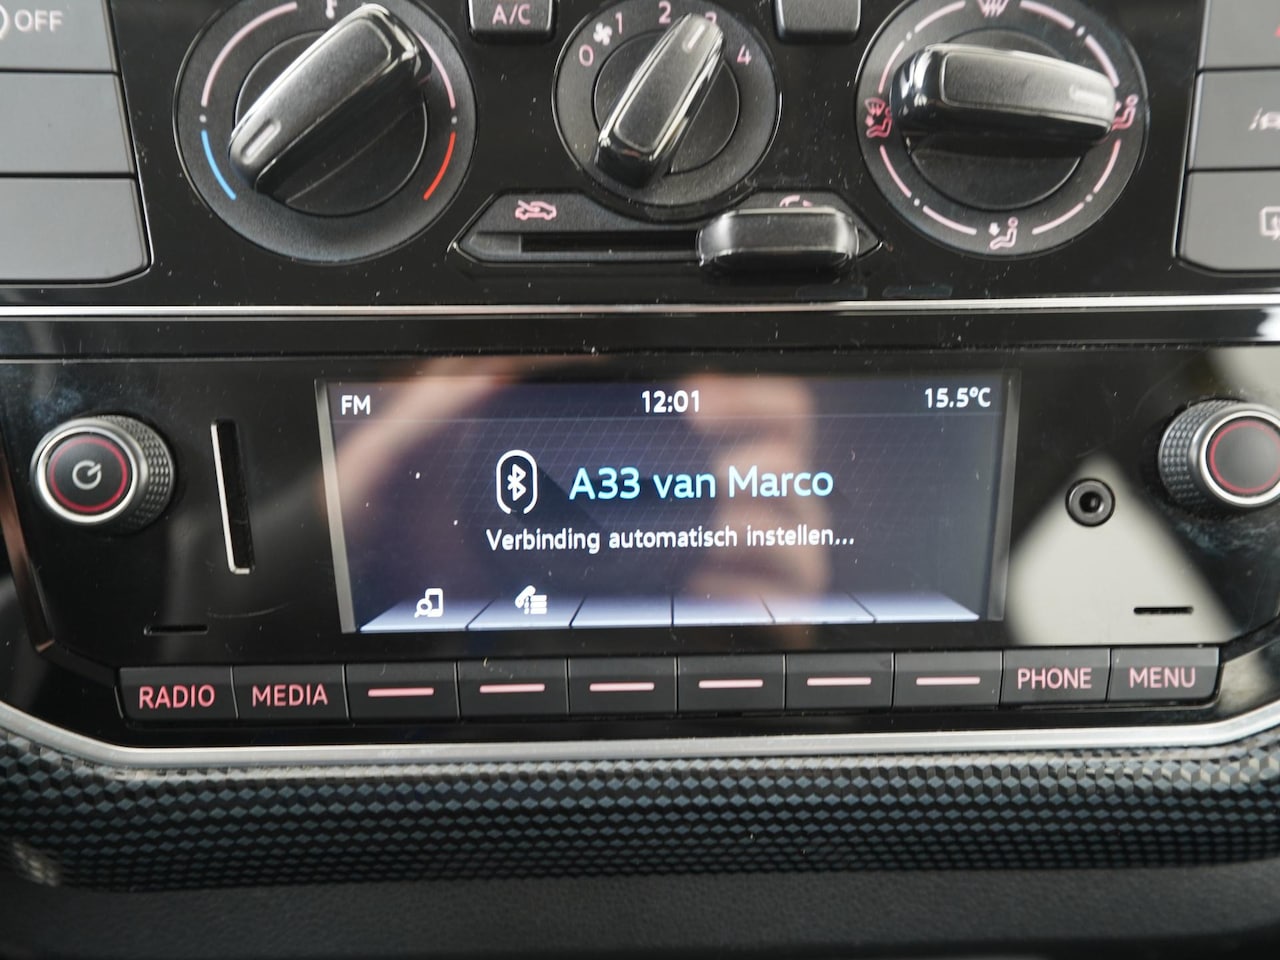 OFF
A/C
0 1 2 3 4
FM 12:01 15.5°C
A33 van Marco
Verbinding automatisch instellen...
RADIO MEDIA PHONE MENU